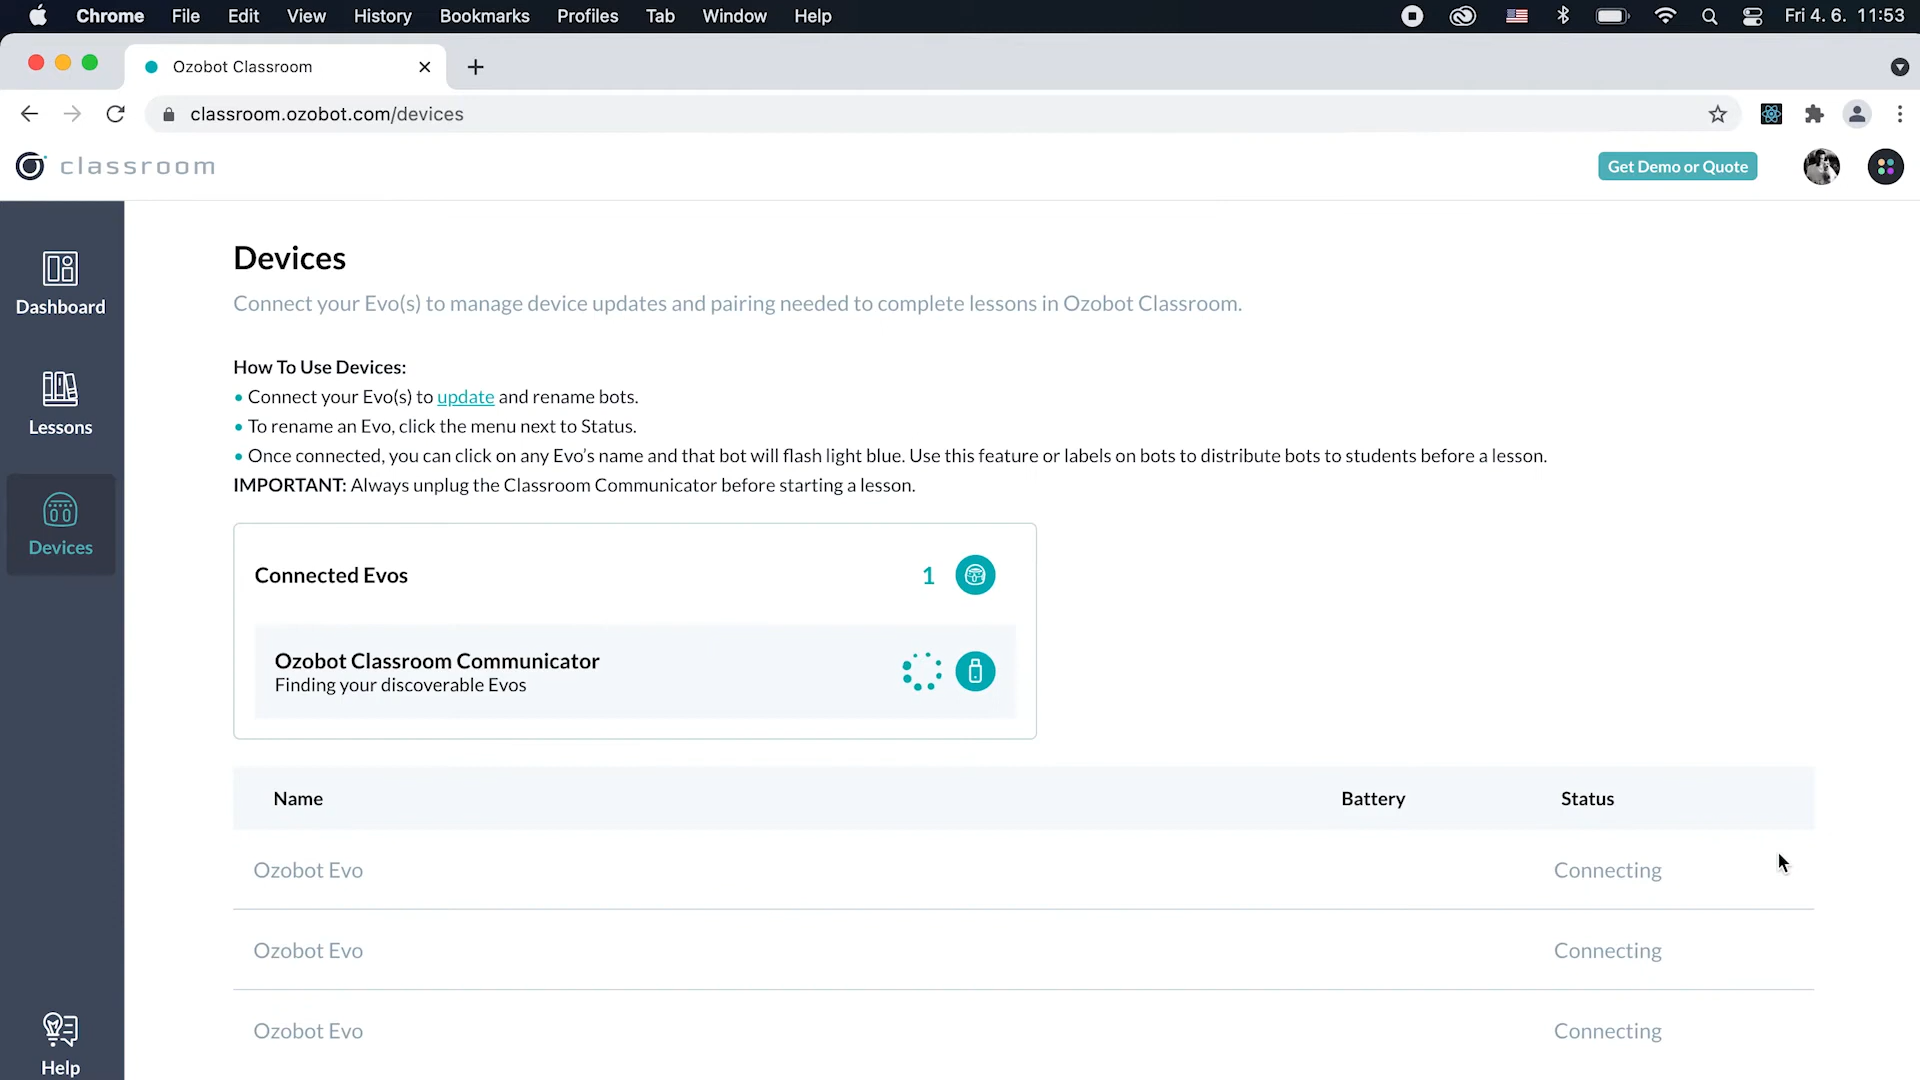 Chrome File Edit View History Bookmarks Profiles Tab Window Help Fri 4. 6. 11:53
Ozobot Classroom
classroom.ozobot.com/devices
classroom
Get Demo or Quote
Dashboard
Lessons
Devices
Help
Devices
Connect your Evo(s) to manage device updates and pairing needed to complete lessons in Ozobot Classroom.
How To Use Devices:
• Connect your Evo(s) to update and rename bots.
• To rename an Evo, click the menu next to Status.
• Once connected, you can click on any Evo’s name and that bot will flash light blue. Use this feature or labels on bots to distribute bots to students before a lesson.
IMPORTANT: Always unplug the Classroom Communicator before starting a lesson.
Connected Evos 1
Ozobot Classroom Communicator
Finding your discoverable Evos
Name Battery Status
Ozobot Evo Connecting
Ozobot Evo Connecting
Ozobot Evo Connecting